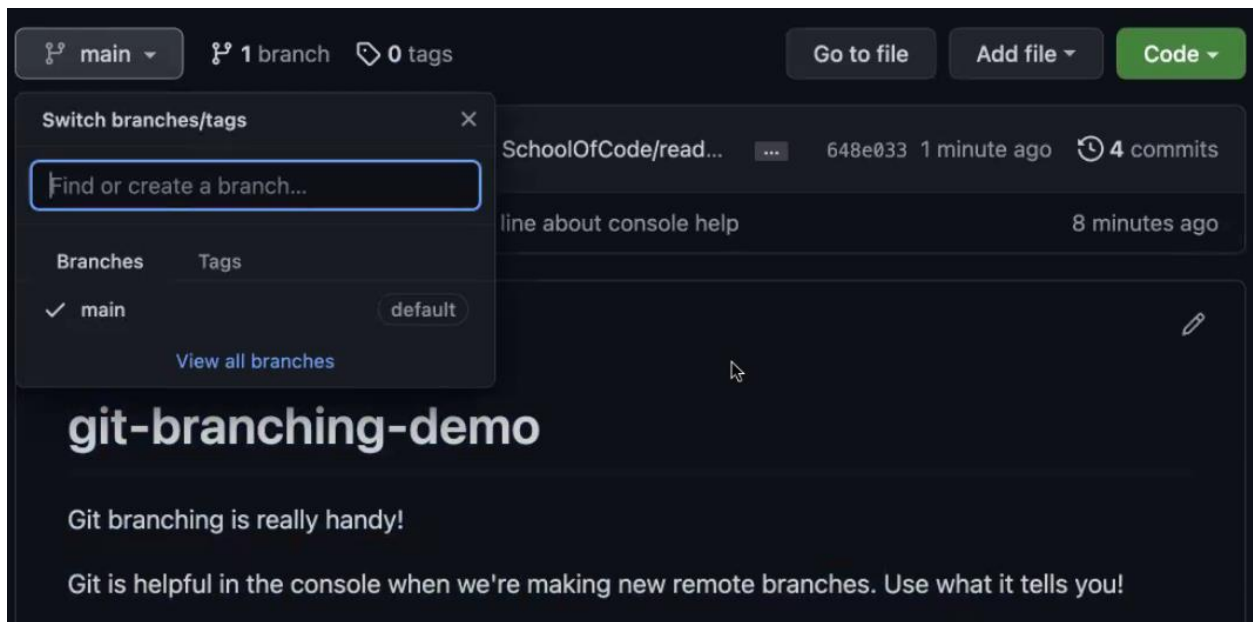 main 1 branch 0 tags Go to file Add file Code
Switch branches/tags
SchoolOfCode/read... ... 648e033 1 minute ago 4 commits
Find or create a branch...
line about console help 8 minutes ago
Branches Tags
main default
View all branches
git-branching-demo
Git branching is really handy!
Git is helpful in the console when we're making new remote branches. Use what it tells you!